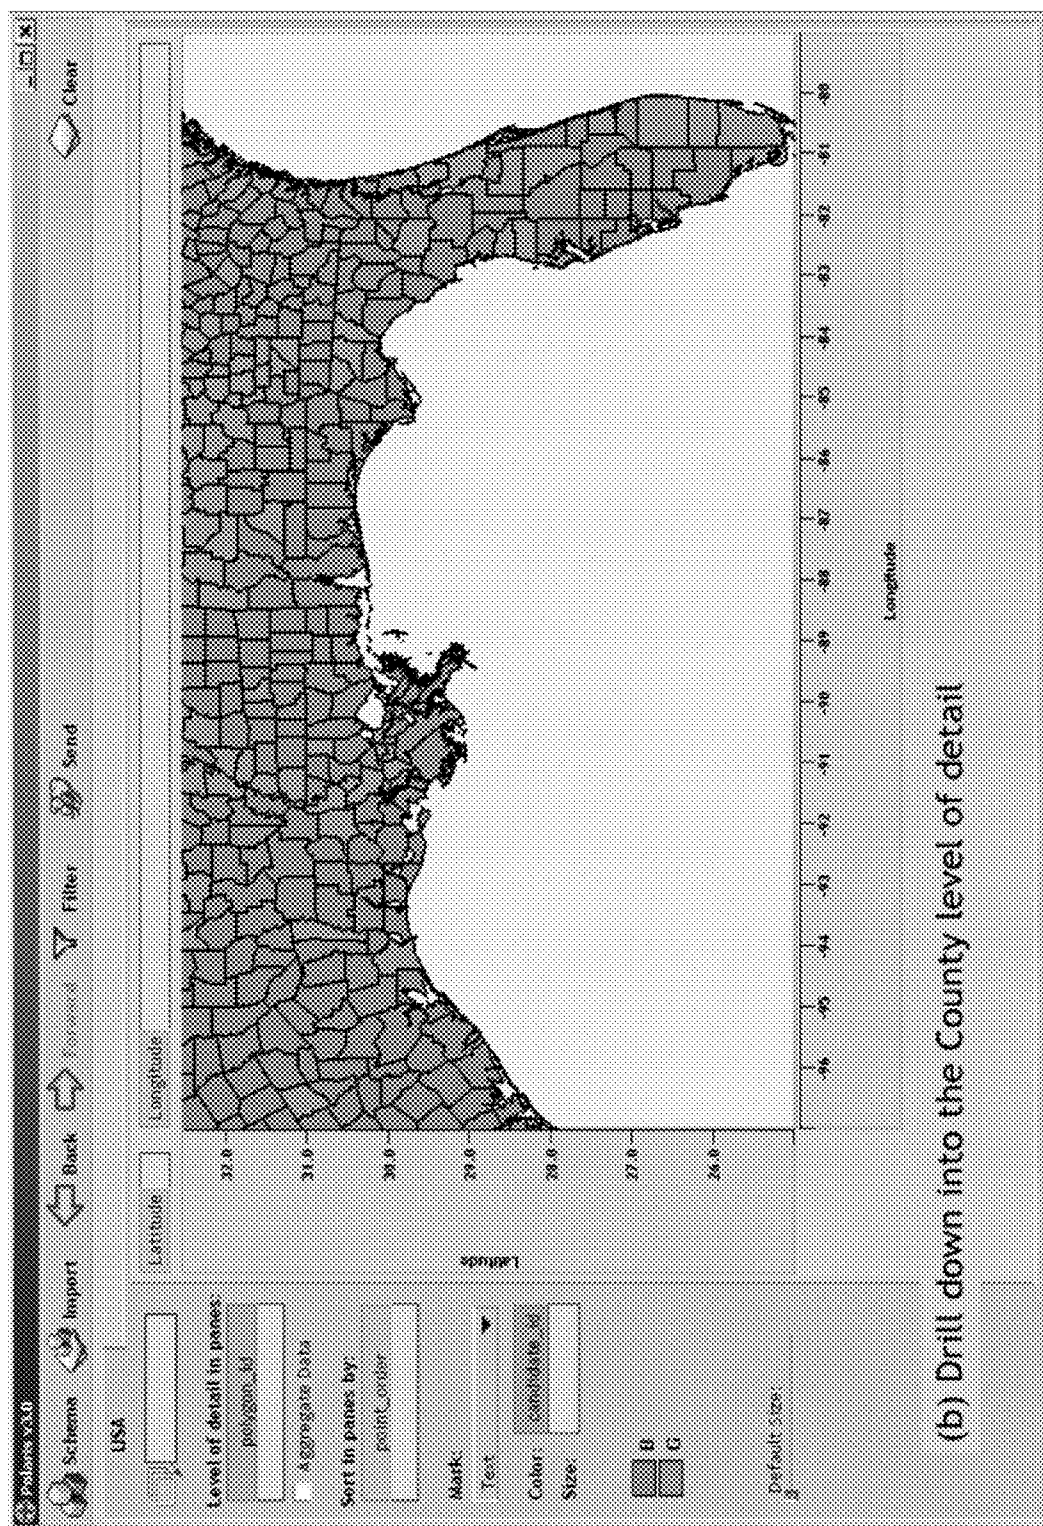 Polaris V3.0
Schema Import Back Forward Filter Send Clear
USA
Latitude Longitude
Level of detail in panes:
polygon_id
Aggregate Data
Sort in panes by:
point_order
Mark:
Text
Color:
Size:
B
G
Default Size:
Latitude
32.0
31.0
30.0
29.0
28.0
27.0
26.0
-96 -95 -94 -93 -92 -91 -90 -89 -88 -87 -86 -85 -84 -83 -82 -81 -80
Longitude
(b) Drill down into the County level of detail